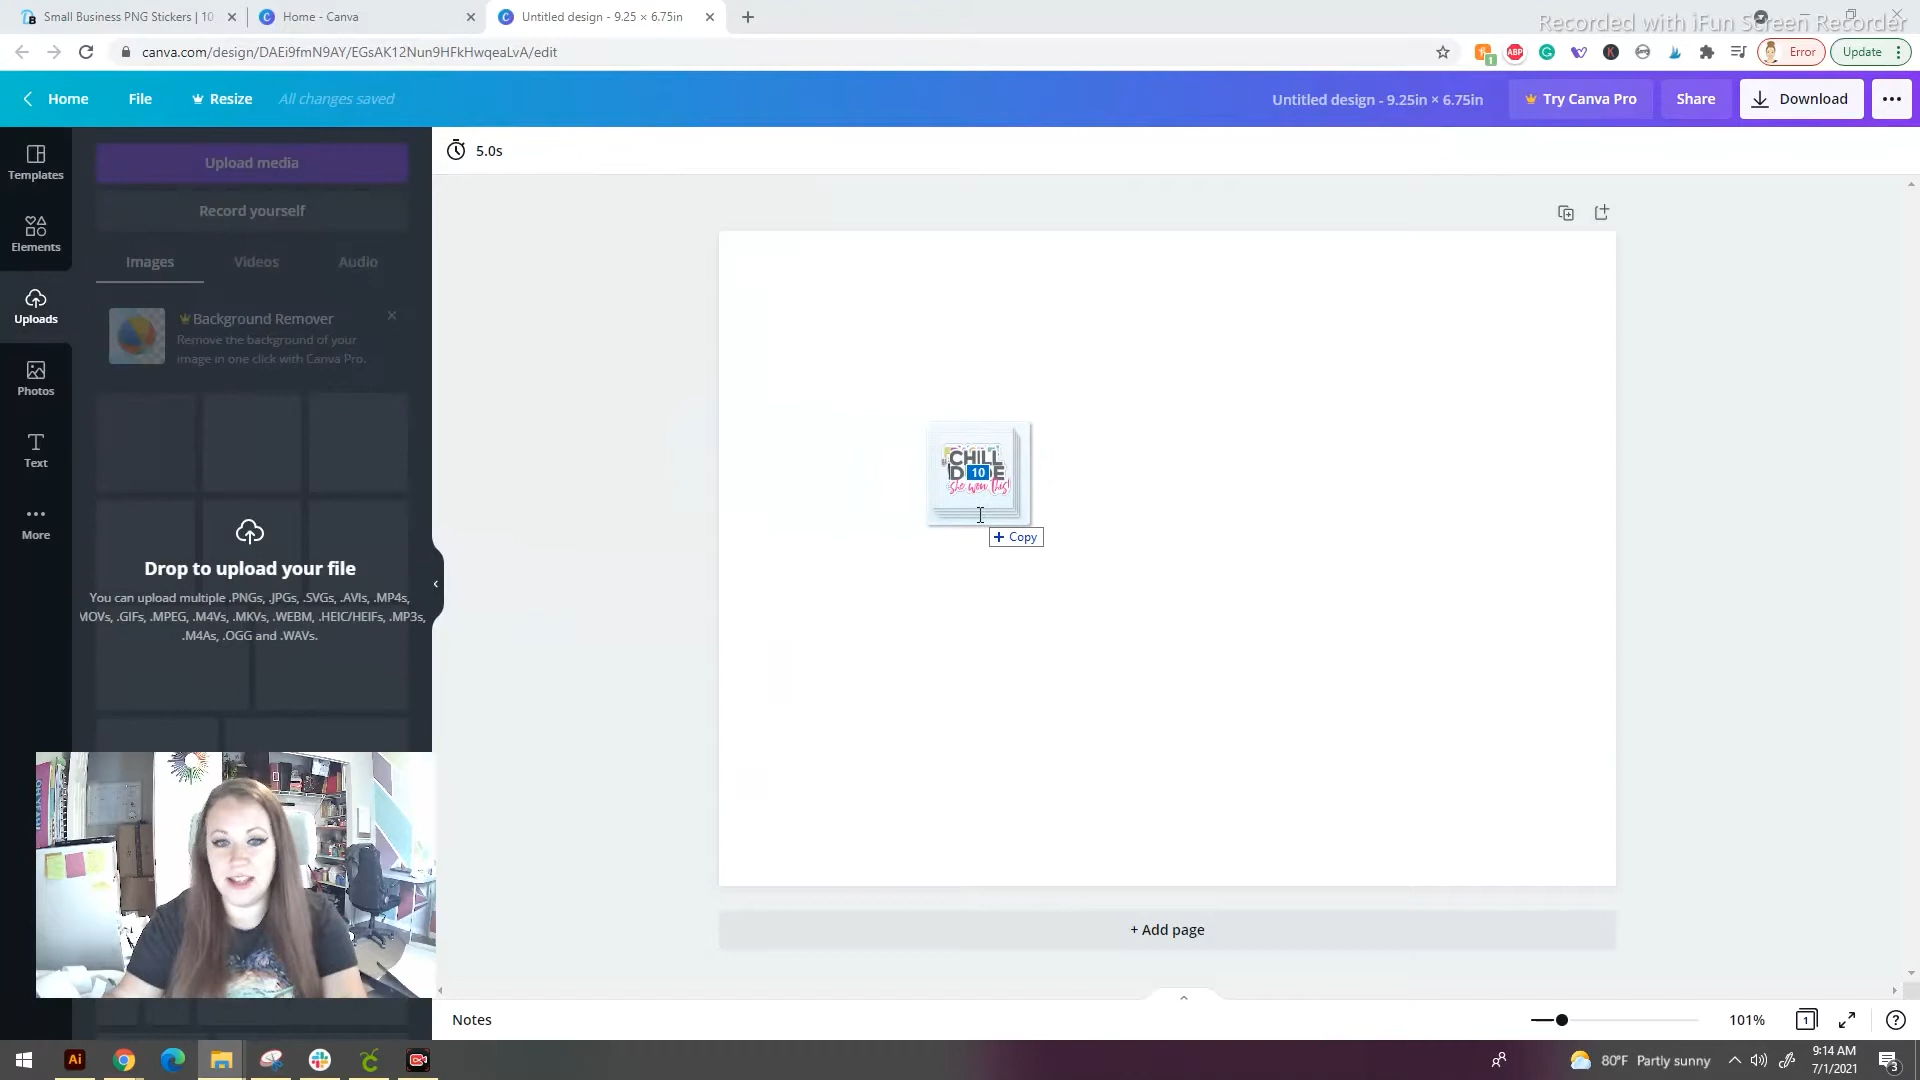 Small Business PNG Stickers | 10
Home - Canva
Untitled design - 9.25 × 6.75in
Recorded with iFun Screen Recorder
canva.com/design/DAEi9fmN9AY/EGsAK12Nun9HFkHwqeaLvA/edit
Error
Update
Home
File
Resize
All changes saved
Untitled design - 9.25in × 6.75in
Try Canva Pro
Share
Download
Templates
Elements
Uploads
Photos
Text
More
Upload media
Record yourself
Images
Videos
Audio
Background Remover
Remove the background of your
image in one click with Canva Pro.
Drop to upload your file
You can upload multiple .PNGs, .JPGs, .SVGs, .AVIs, .MP4s,
MOVs, .GIFs, .MPEG, .M4Vs, .MKVs, .WEBM, .HEIC/HEIFs, .MP3s,
.M4As, .OGG and .WAVs.
5.0s
CHILL
10
she won this!
+ Copy
+ Add page
Notes
101%
1
80°F Partly sunny
9:14 AM
7/1/2021
3